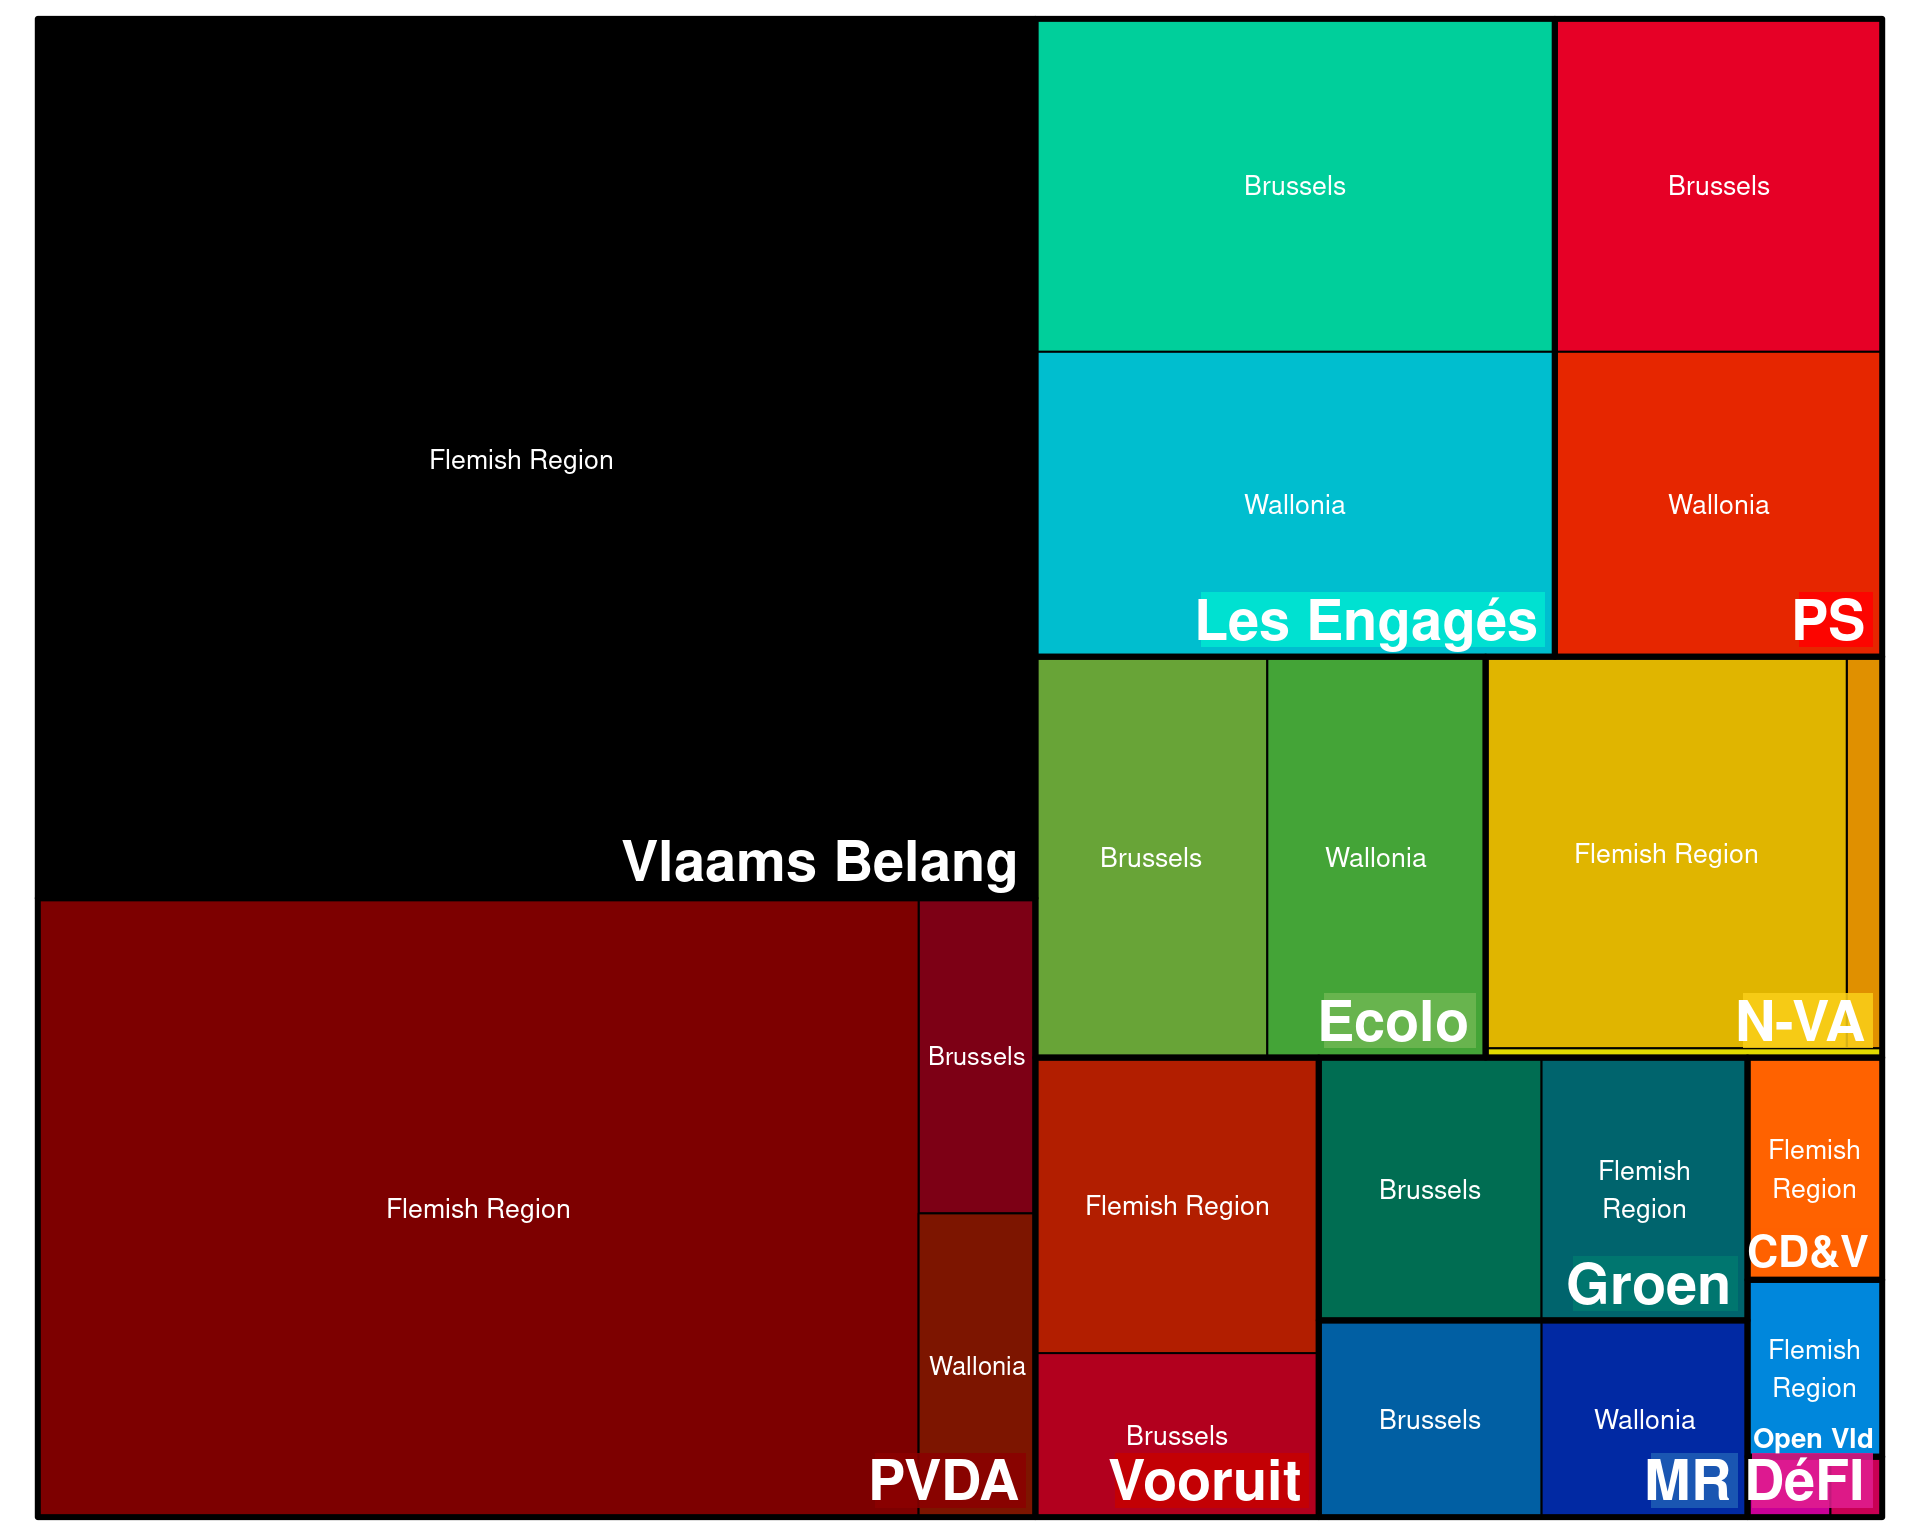 Flemish Region
Vlaams Belang
Flemish Region
Brussels
Wallonia
PVDA
Brussels
Wallonia
Les Engagés
Brussels
Wallonia
PS
Brussels
Wallonia
Ecolo
Flemish Region
N-VA
Flemish Region
Brussels
Vooruit
Brussels
Flemish
Region
Groen
Brussels
Wallonia
MR
Flemish
Region
CD&V
Flemish
Region
Open Vld
DéFI